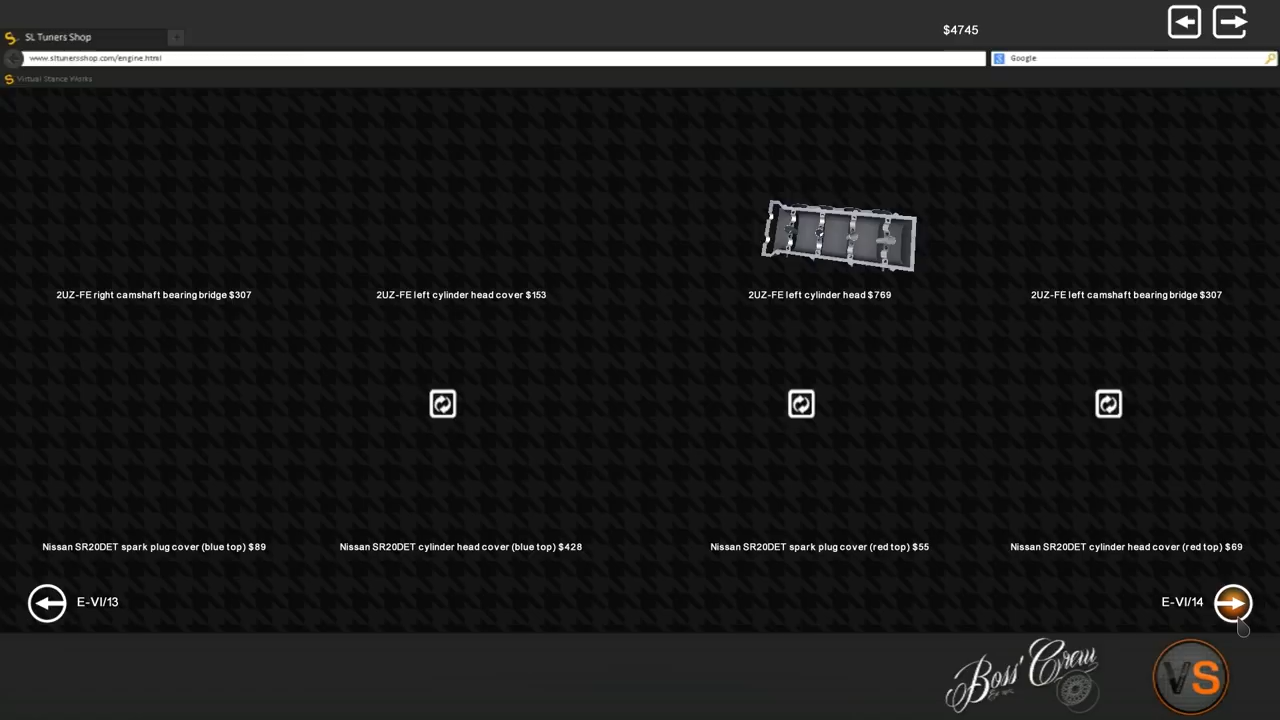 $4745
SL Tuners Shop
www.sltunersshop.com/engine.html
Google
Virtual Stance Works
2UZ-FE right camshaft bearing bridge $307
2UZ-FE left cylinder head cover $153
2UZ-FE left cylinder head $769
2UZ-FE left camshaft bearing bridge $307
Nissan SR20DET spark plug cover (blue top) $89
Nissan SR20DET cylinder head cover (blue top) $428
Nissan SR20DET spark plug cover (red top) $55
Nissan SR20DET cylinder head cover (red top) $69
E-VI/13
E-VI/14
Boss' Crew
VS